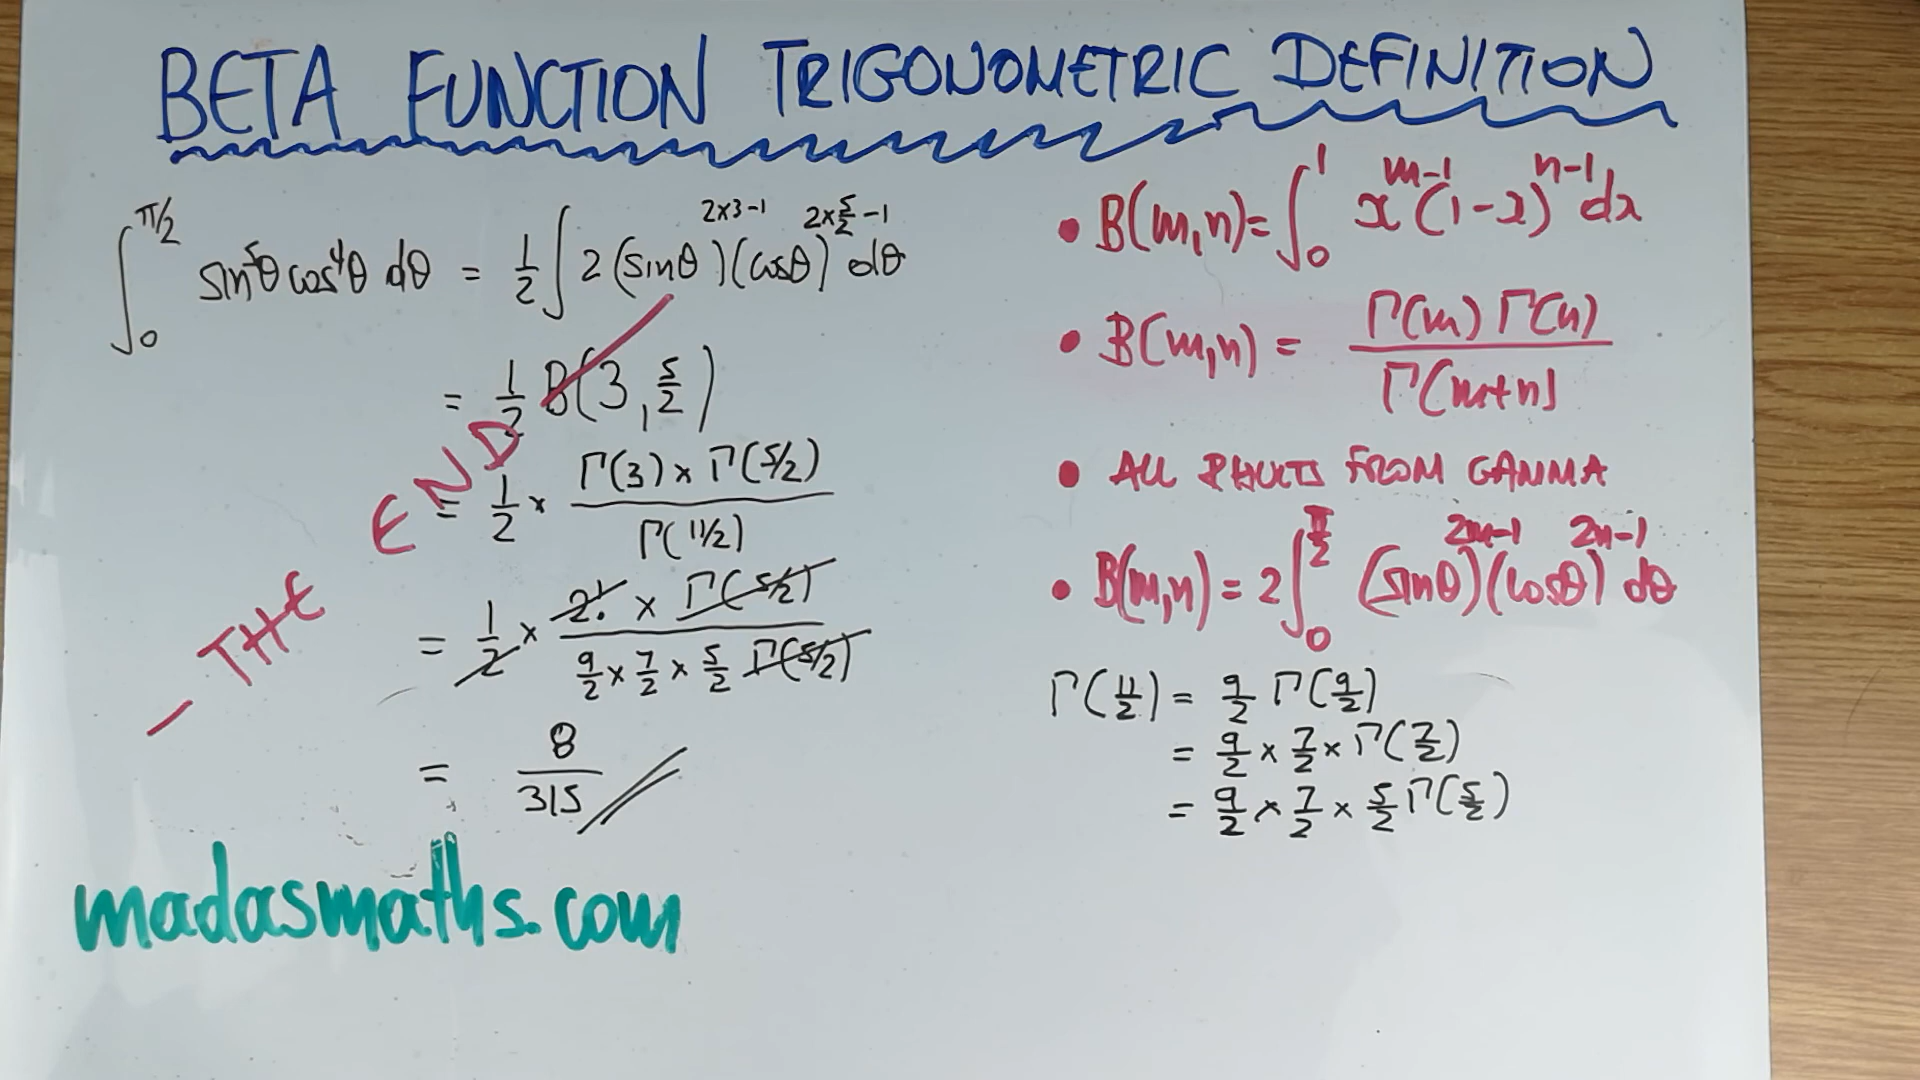 BETA FUNCTION TRIGONOMETRIC DEFINITION
∫₀^{π/2} sin⁵θ cos⁴θ dθ = 1/2 ∫ 2 (sinθ)^{2×3-1} (cosθ)^{2×5/2-1} dθ
= 1/2 B(3, 5/2)
= 1/2 × Γ(3) × Γ(5/2) / Γ(11/2)
= 1/2 × 2! × Γ(5/2) / 9/2 × 7/2 × 5/2 Γ(5/2)
= 8/315
— THE END —
madasmaths.com
• B(m,n) = ∫₀¹ x^{m-1} (1-x)^{n-1} dx
• B(m,n) = Γ(m) Γ(n) / Γ(m+n)
• ALL FROM GAMMA
• B(m,n) = 2 ∫₀^{π/2} (sinθ)^{2m-1} (cosθ)^{2n-1} dθ
Γ(11/2) = 9/2 Γ(9/2)
= 9/2 × 7/2 × Γ(7/2)
= 9/2 × 7/2 × 5/2 Γ(5/2)